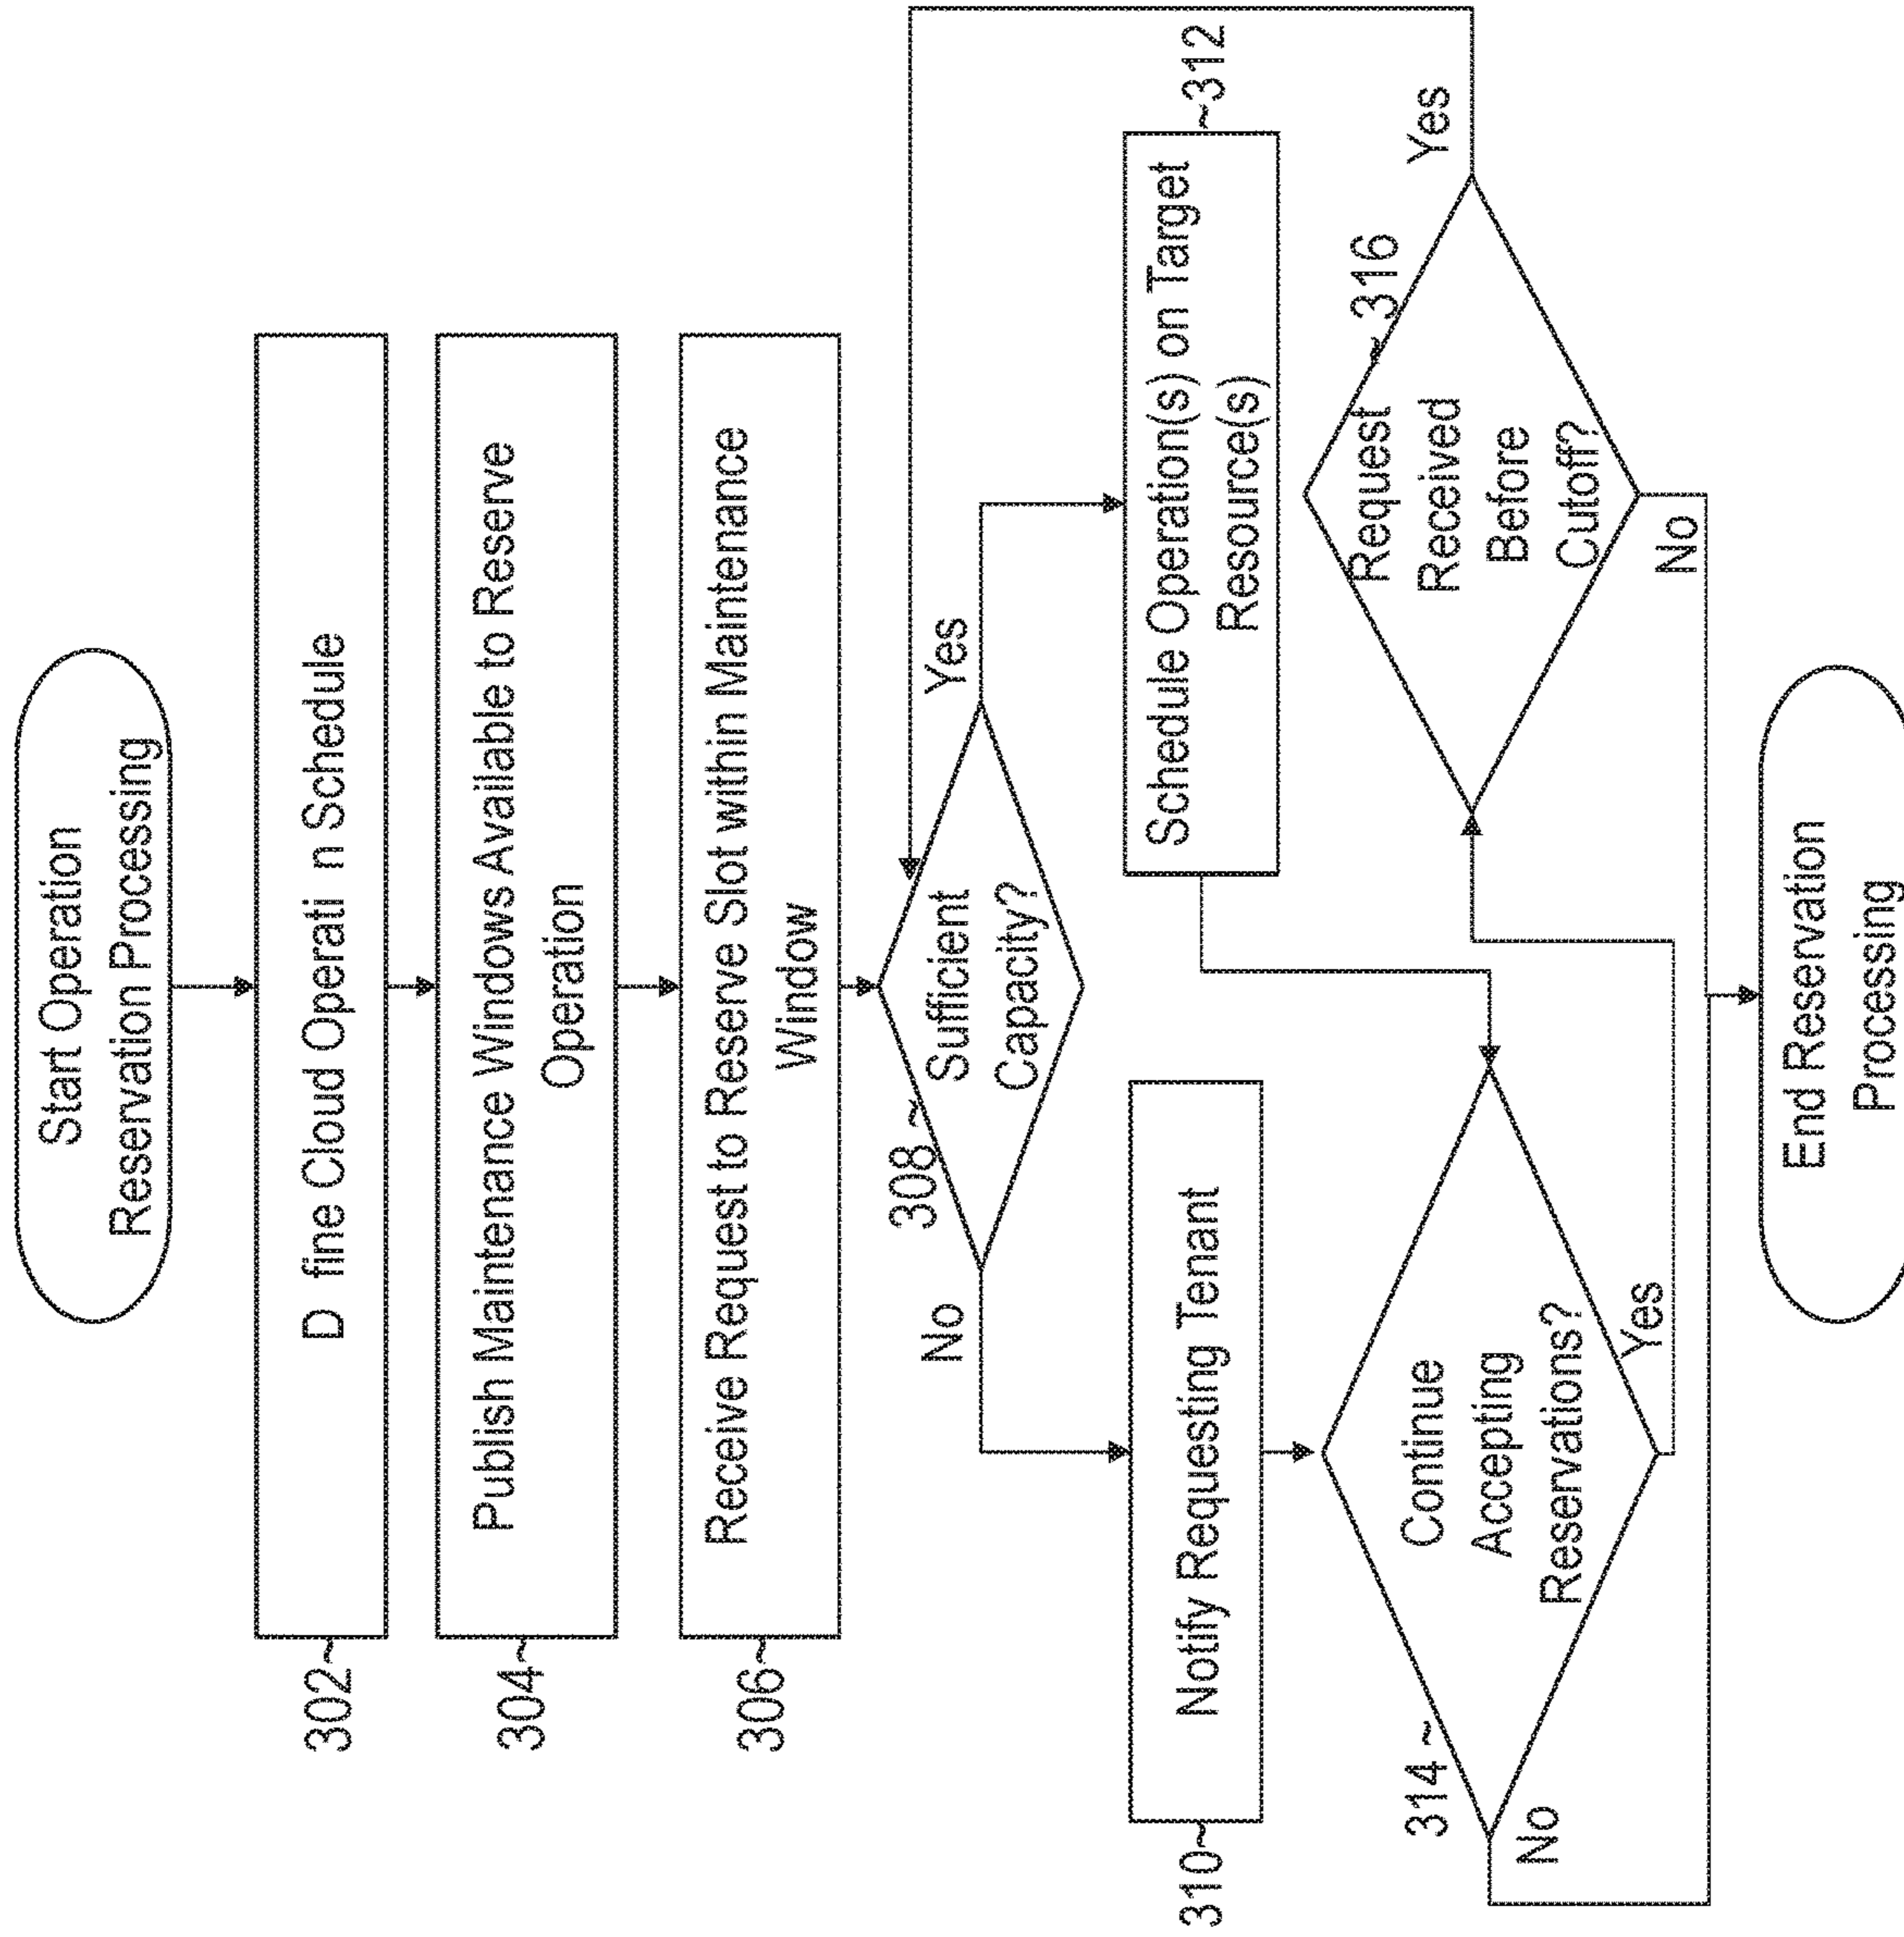 Start Operation
Reservation Processing
302~
D fine Cloud Operati n Schedule
304~
Publish Maintenance Windows Available to Reserve
Operation
306~
Receive Request to Reserve Slot within Maintenance
Window
308~
Sufficient
Capacity?
No
Yes
310~
Notify Requesting Tenant
Schedule Operation(s) on Target
Resource(s)
~312
314~
Continue
Accepting
Reservations?
No
Yes
~316
Request
Received
Before
Cutoff?
Yes
No
End Reservation
Processing